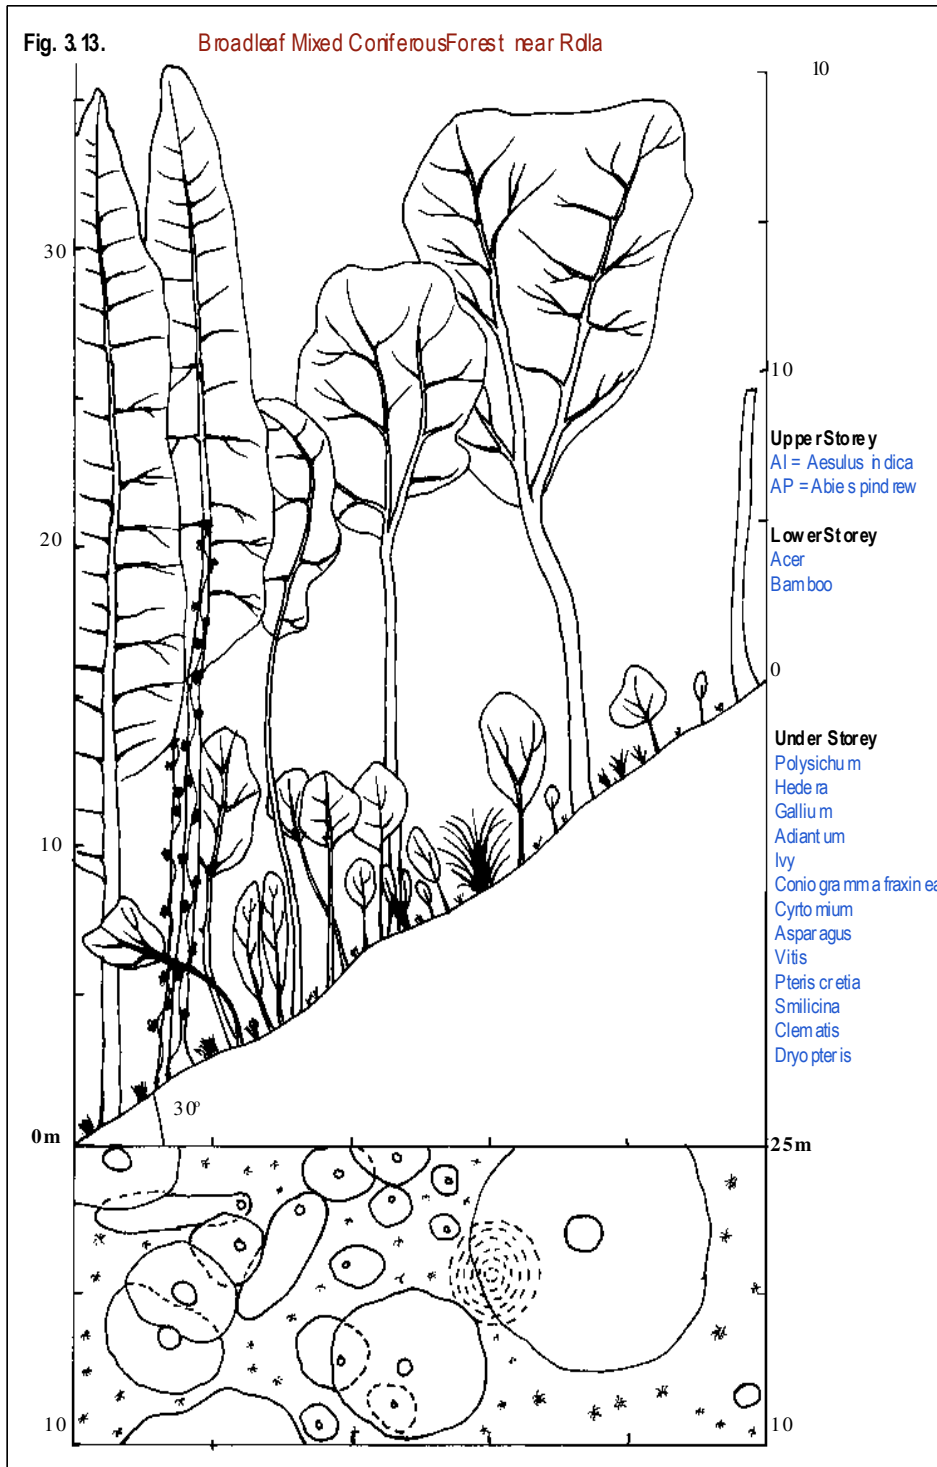 Fig. 3.13. Broadleaf Mixed ConiferousForest near Rolla
10
30
10
Upper Storey
AI = Aesulus indica
AP = Abies pindrew
20
Lower Storey
Acer
Bamboo
0
Under Storey
Polysichum
Hedera
Gallium
10
Adiantum
Ivy
Coniogramma fraxinea
Cyrtomium
Asparagus
Vitis
Pteris cretia
Smilicina
Clematis
Dryopteris
30°
0m 25m
10 10